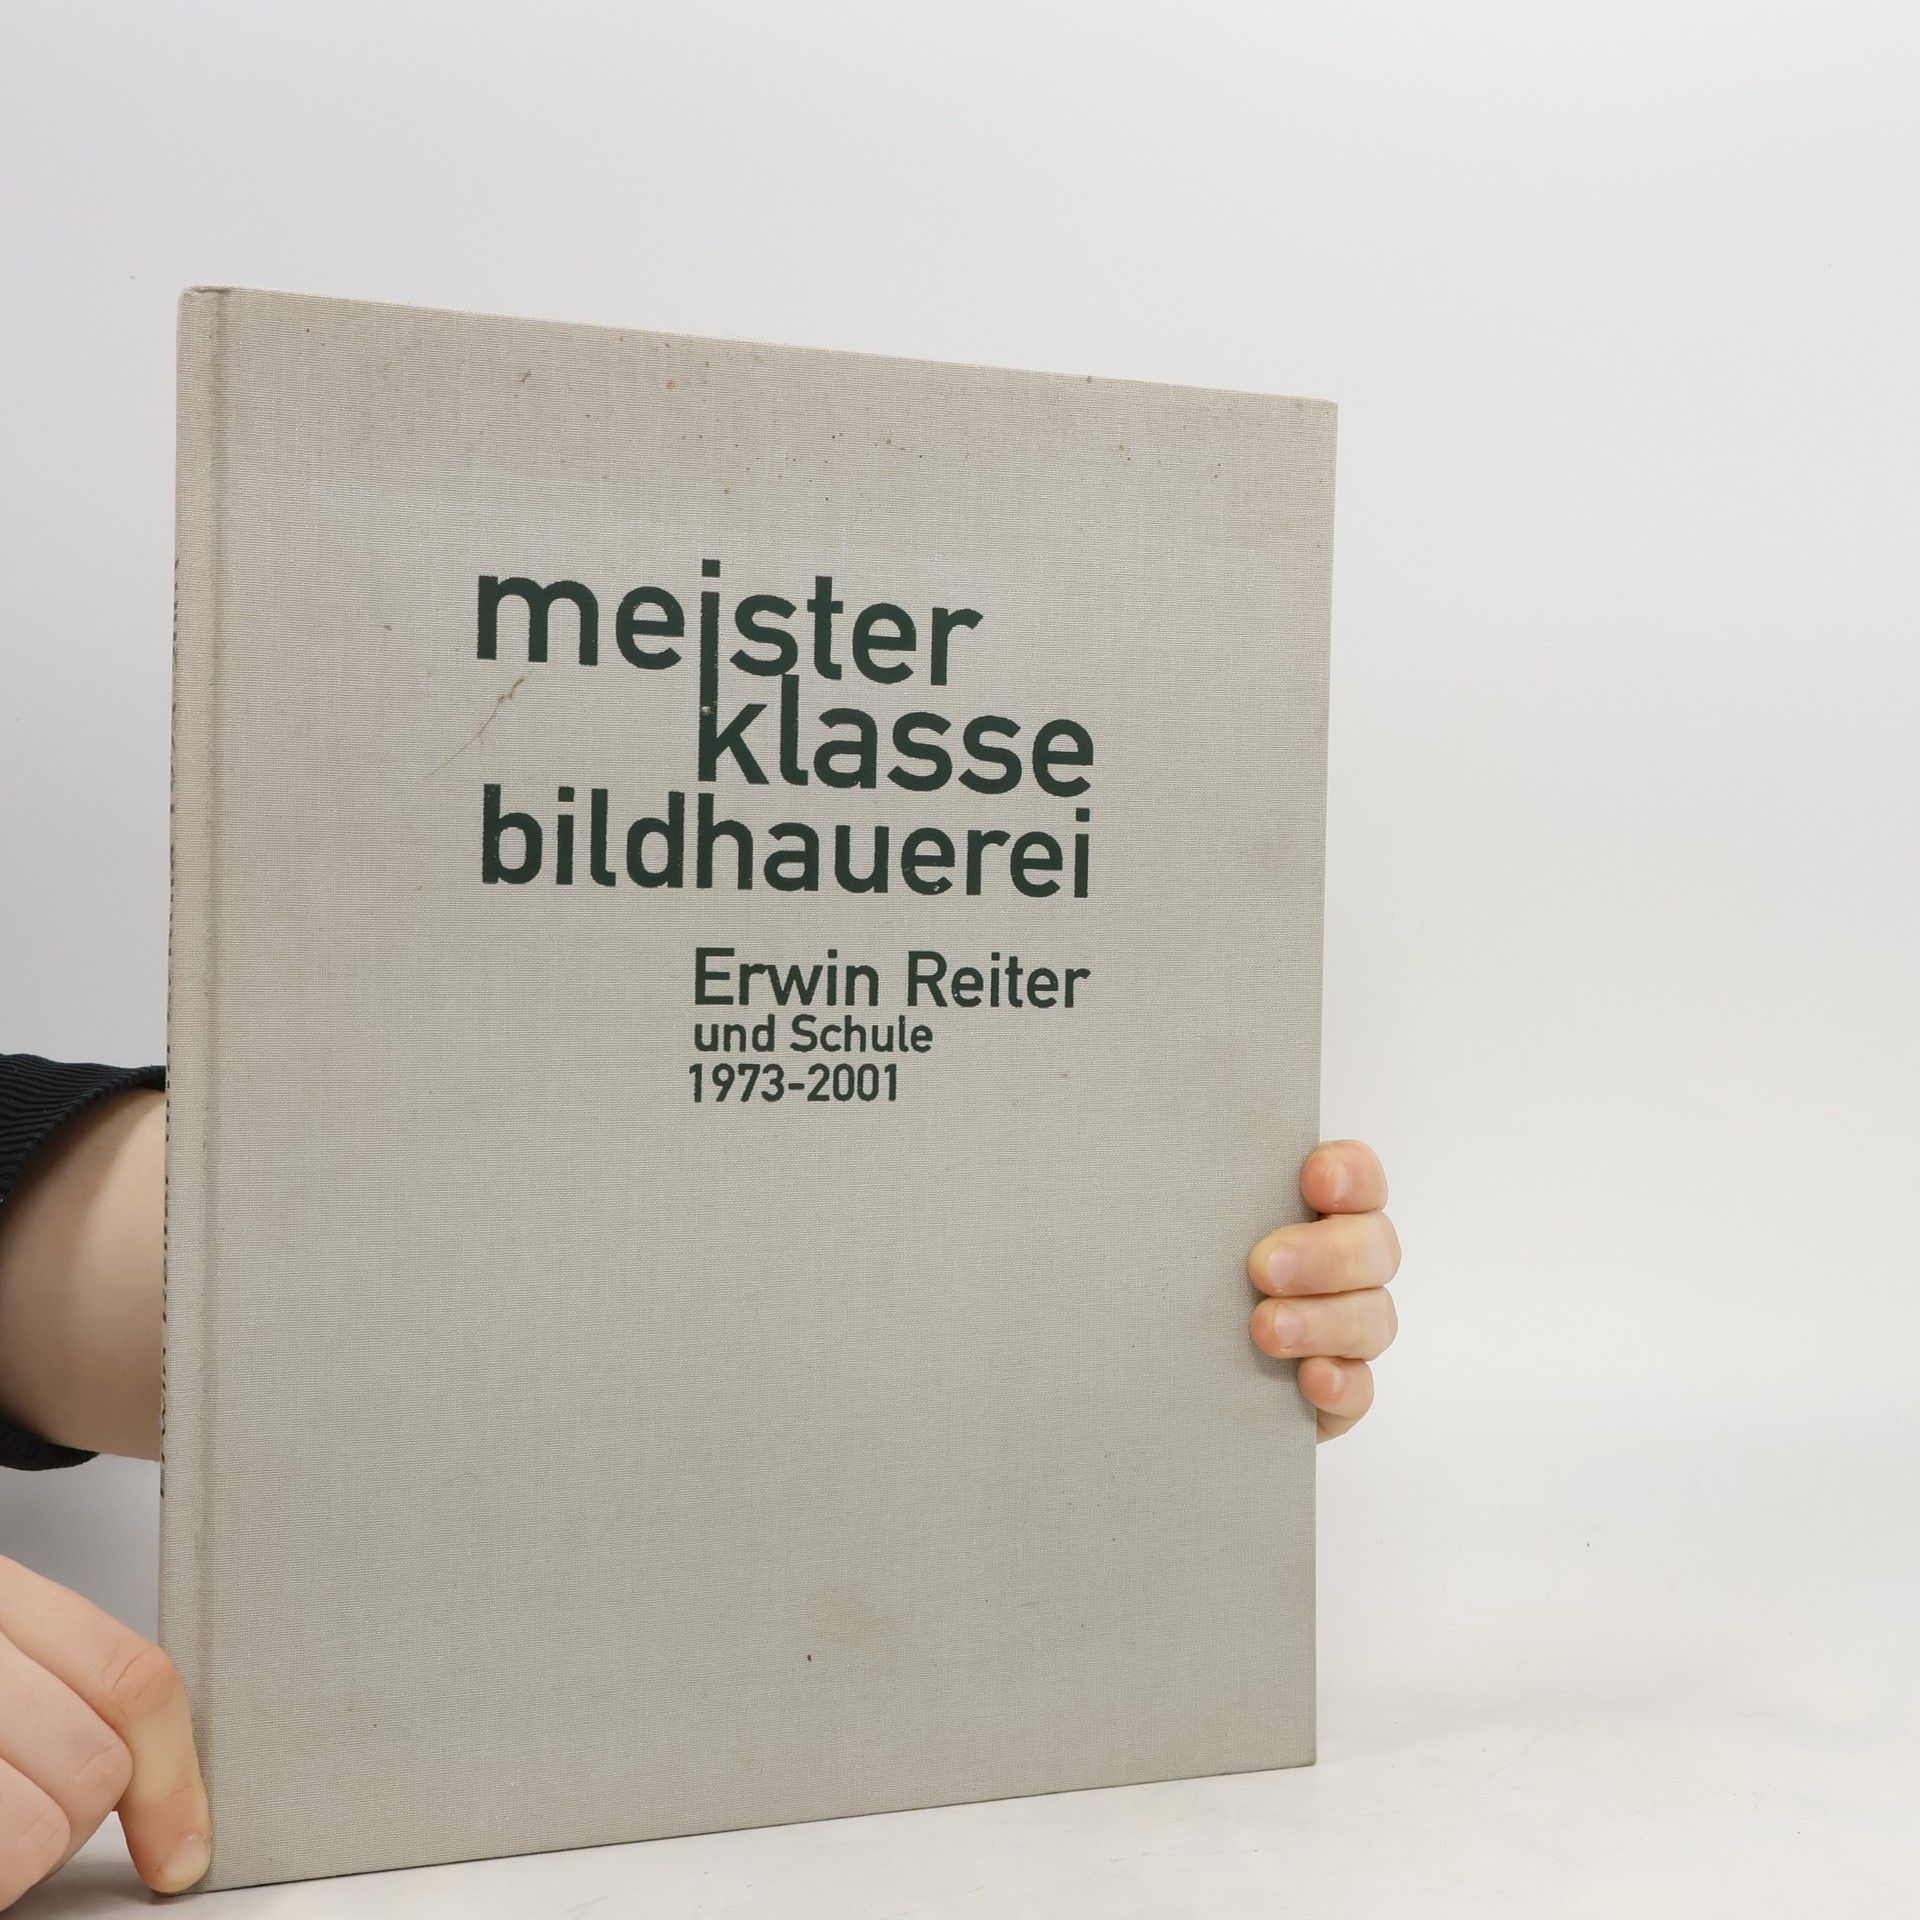 meister
klasse
bildhauerei
Erwin Reiter
und Schule
1973-2001